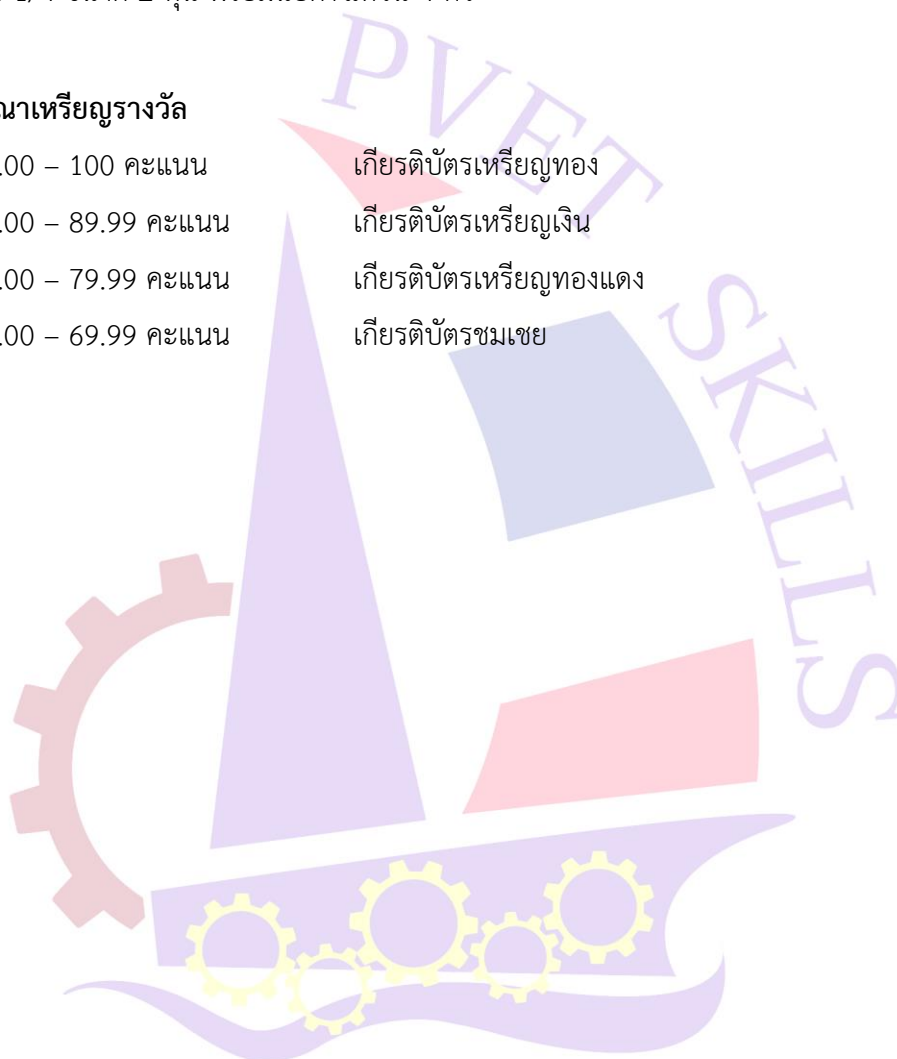 PVET SKILLS
ณาเหรียญรางวัล
.00 – 100 คะแนน เกียรติบัตรเหรียญทอง
.00 – 89.99 คะแนน เกียรติบัตรเหรียญเงิน
.00 – 79.99 คะแนน เกียรติบัตรเหรียญทองแดง
.00 – 69.99 คะแนน เกียรติบัตรชมเชย